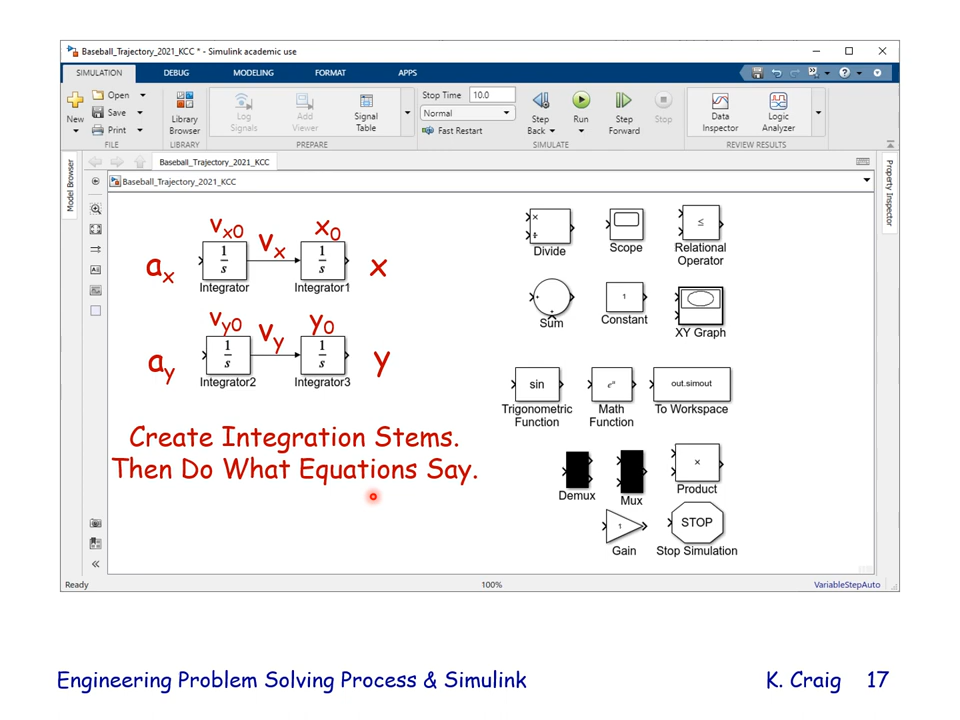 Baseball_Trajectory_2021_KCC * - Simulink academic use
SIMULATION DEBUG MODELING FORMAT APPS
New
Open
Save
Print
FILE
Library
Browser
LIBRARY
Log
Signals
Add
Viewer
Signal
Table
PREPARE
Stop Time 10.0
Normal
Fast Restart
Step
Back
Run
Step
Forward
Stop
SIMULATE
Data
Inspector
Logic
Analyzer
REVIEW RESULTS
Model Browser
Baseball_Trajectory_2021_KCC
Baseball_Trajectory_2021_KCC
Property Inspector
vx0 vx x0
ax 1/s 1/s x
Integrator Integrator1
vy0 vy y0
ay 1/s 1/s y
Integrator2 Integrator3
Create Integration Stems.
Then Do What Equations Say.
× ÷
Divide
Scope
≤
Relational
Operator
+ +
Sum
1
Constant
XY Graph
sin
Trigonometric
Function
eᵘ
Math
Function
out.simout
To Workspace
Demux
Mux
×
Product
1
Gain
STOP
Stop Simulation
Ready 100% VariableStepAuto
Engineering Problem Solving Process & Simulink K. Craig 17